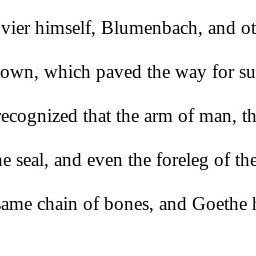 vier himself, Blumenbach, and ot
own, which paved the way for su
recognized that the arm of man, th
e seal, and even the foreleg of the
same chain of bones, and Goethe h